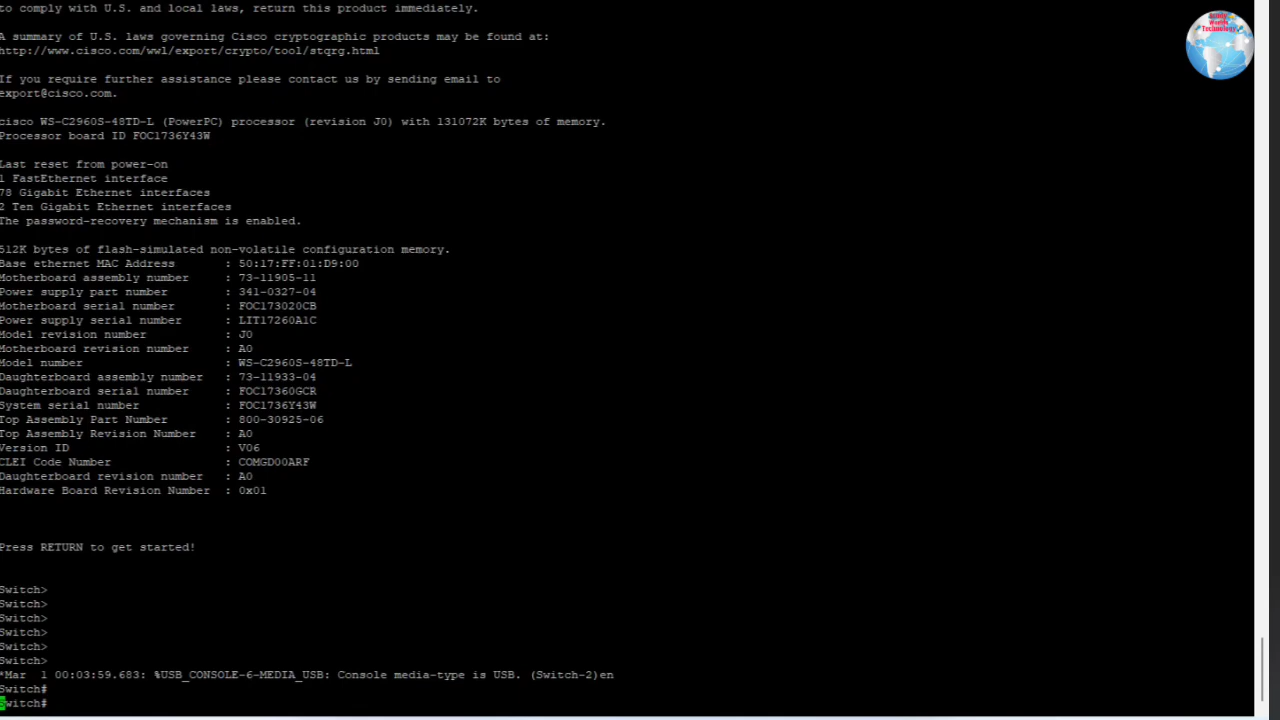 to comply with U.S. and local laws, return this product immediately.
A summary of U.S. laws governing Cisco cryptographic products may be found at:
http://www.cisco.com/wwl/export/crypto/tool/stqrg.html
If you require further assistance please contact us by sending email to
export@cisco.com.
cisco WS-C2960S-48TD-L (PowerPC) processor (revision J0) with 131072K bytes of memory.
Processor board ID FOC1736Y43W
Last reset from power-on
1 FastEthernet interface
78 Gigabit Ethernet interfaces
2 Ten Gigabit Ethernet interfaces
The password-recovery mechanism is enabled.
512K bytes of flash-simulated non-volatile configuration memory.
Base ethernet MAC Address : 50:17:FF:01:D9:00
Motherboard assembly number : 73-11905-11
Power supply part number : 341-0327-04
Motherboard serial number : FOC173020CB
Power supply serial number : LIT17260A1C
Model revision number : J0
Motherboard revision number : A0
Model number : WS-C2960S-48TD-L
Daughterboard assembly number : 73-11933-04
Daughterboard serial number : FOC17360GCR
System serial number : FOC1736Y43W
Top Assembly Part Number : 800-30925-06
Top Assembly Revision Number : A0
Version ID : V06
CLEI Code Number : COMGD00ARF
Daughterboard revision number : A0
Hardware Board Revision Number : 0x01
Press RETURN to get started!
Switch>
Switch>
Switch>
Switch>
Switch>
Switch>
*Mar 1 00:03:59.683: %USB_CONSOLE-6-MEDIA_USB: Console media-type is USB. (Switch-2)en
Switch#
Switch#
Technology